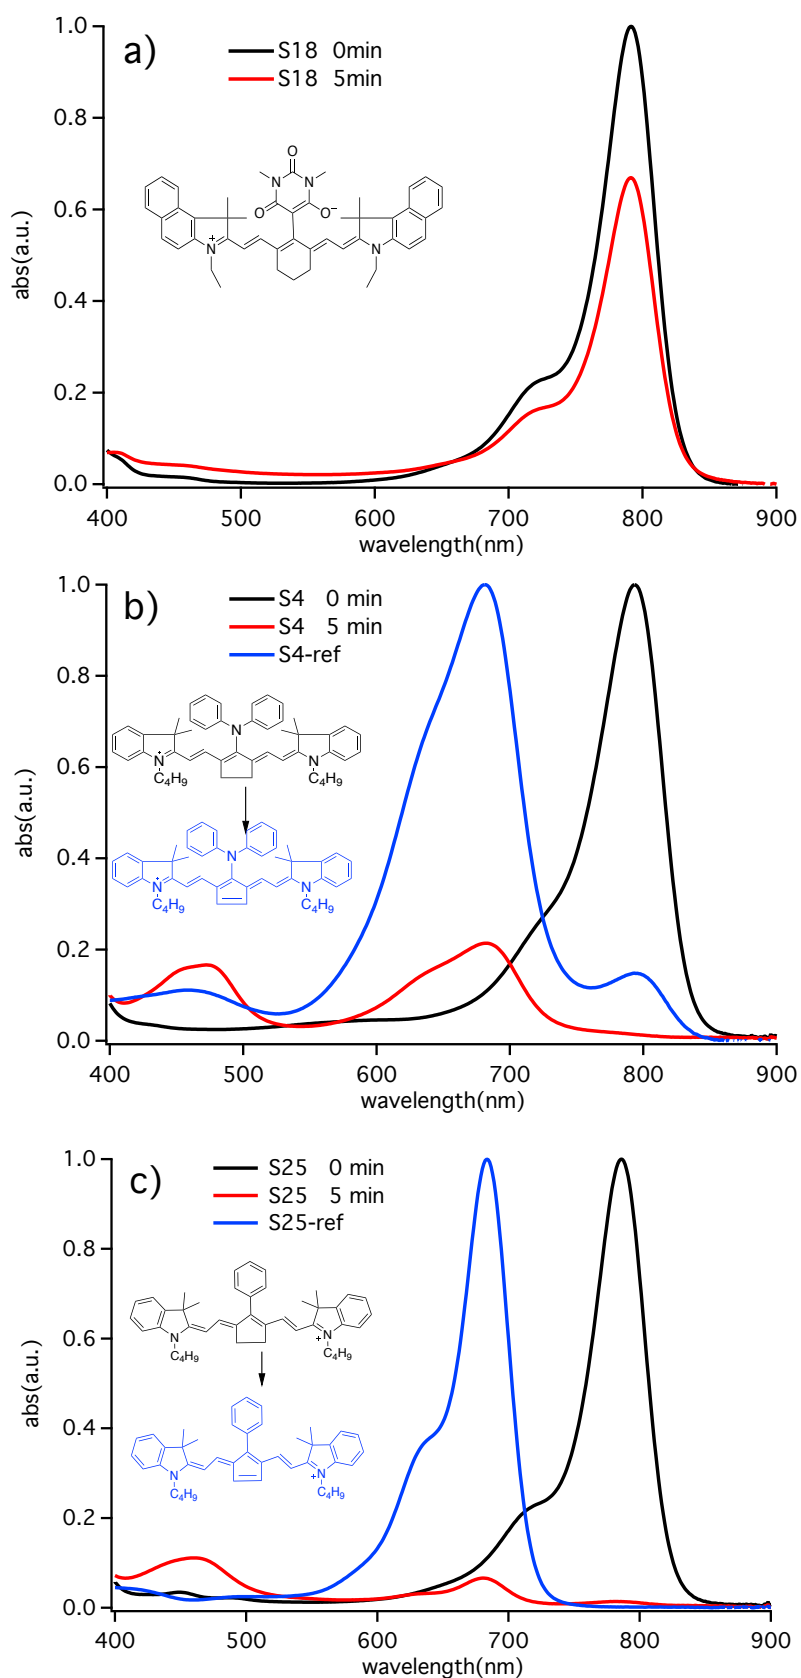 a)
S18 0min
S18 5min
1.0
0.8
0.6
0.4
0.2
0.0
abs(a.u.)
O
N N
O O−
N + N
400 500 600 700 800 900
wavelength(nm)
b)
S4 0 min
S4 5 min
S4-ref
1.0
0.8
0.6
0.4
0.2
0.0
abs(a.u.)
N
N + N
C4H9 C4H9
N
N + N
C4H9 C4H9
400 500 600 700 800 900
wavelength(nm)
c)
S25 0 min
S25 5 min
S25-ref
1.0
0.8
0.6
0.4
0.2
0.0
abs(a.u.)
N N +
C4H9 C4H9
N N +
C4H9 C4H9
400 500 600 700 800 900
wavelength(nm)